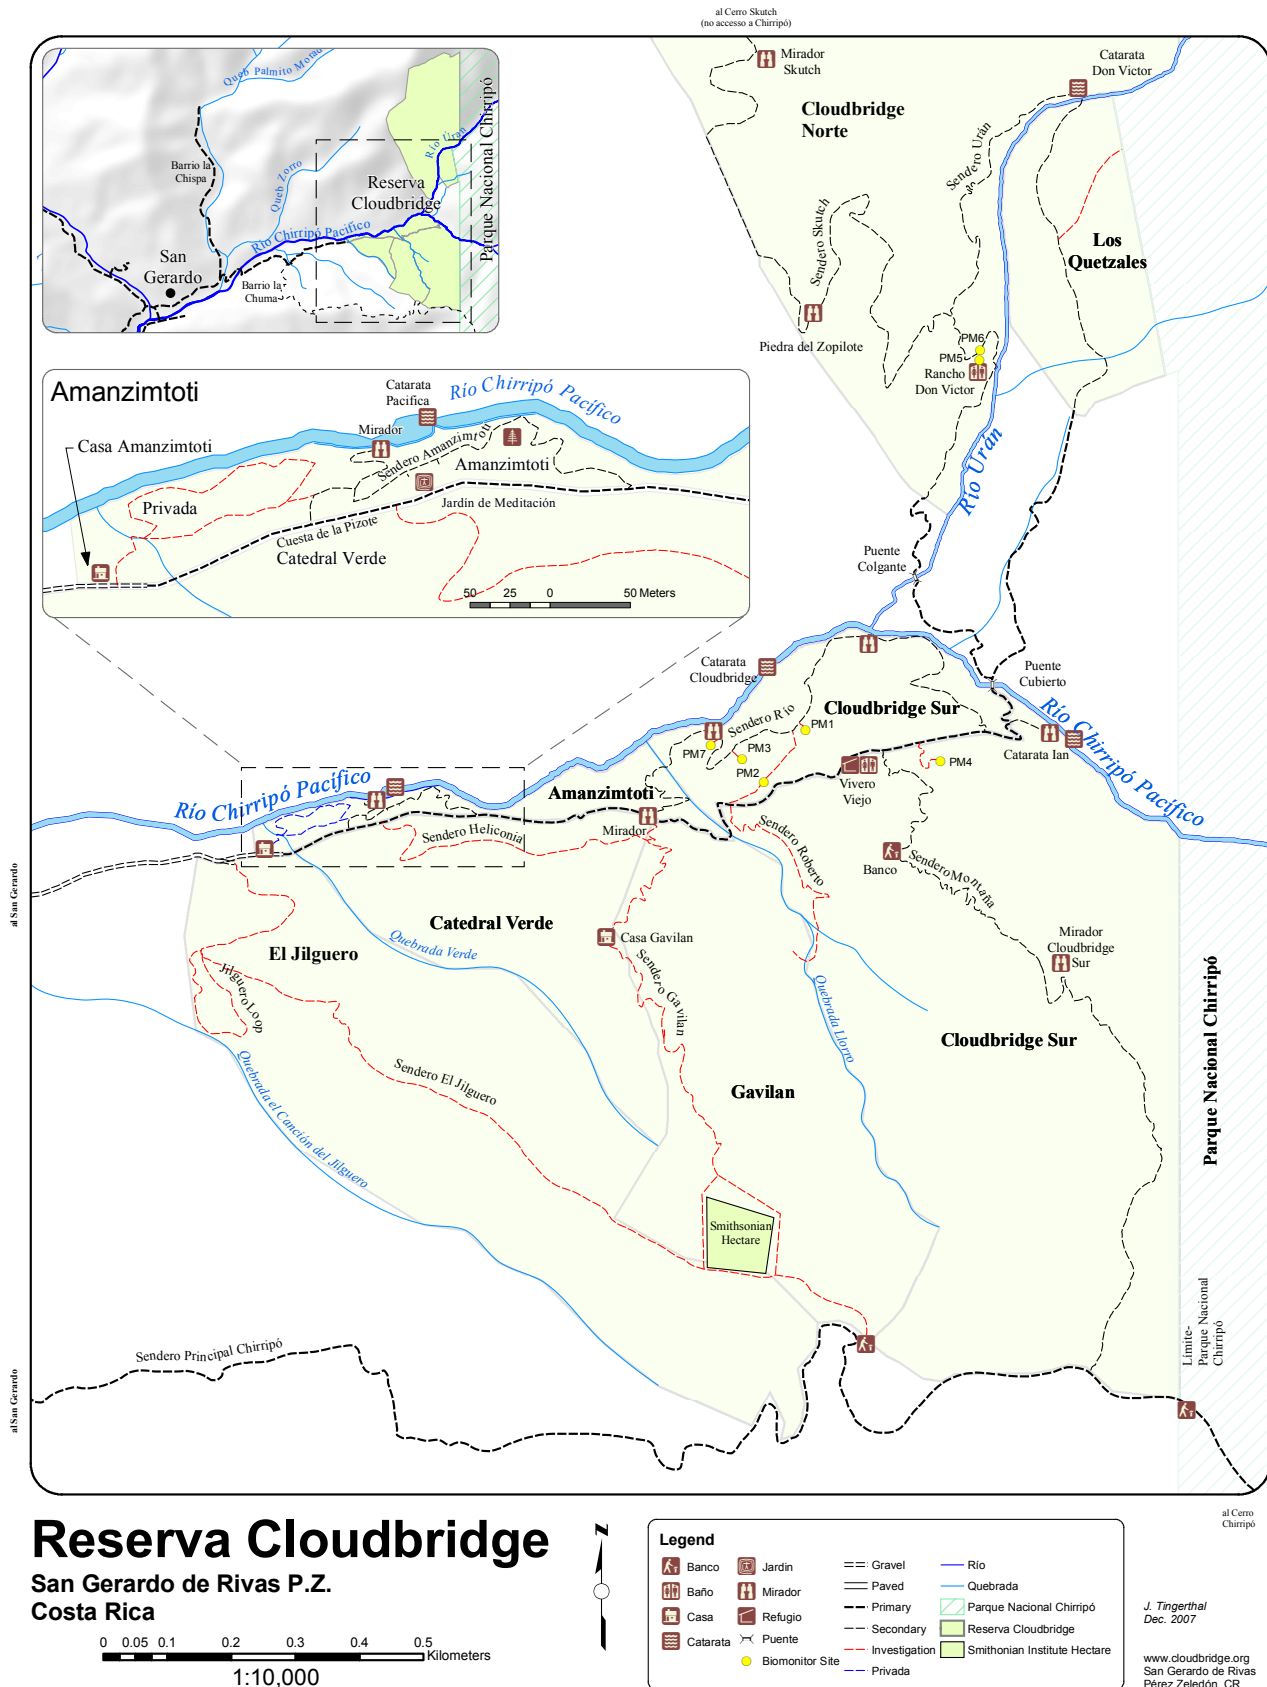 al Cerro Skutch
(no accesso a Chirripó)
Queb Palmito Morado
Barrio la
Chispa
Queb Zorro
Río Úran
Reserva
Cloudbridge
Parque Nacional Chirripó
Río Chirripó Pacífico
San
Gerardo
Barrio la
Chuma
Mirador
Skutch
Catarata
Don Victor
Cloudbridge
Norte
Sendero Urán
Sendero Skutch
Los
Quetzales
Piedra del Zopilote
PM6
PM5
Rancho
Don Victor
Río Urán
Amanzimtoti
Catarata
Pacifica
Río Chirripó Pacífico
Mirador
Casa Amanzimtoti
Sendero Amanzimtou
Amanzimtoti
Privada
Jardín de Meditación
Cuesta de la Pizote
Catedral Verde
50 25 0 50 Meters
Puente
Colgante
Catarata
Cloudbridge
Puente
Cubierto
Sendero Rio
PM1
Cloudbridge Sur
Río Chirripó Pacífico
PM7
PM3
PM2
PM4
Catarata Ian
Vivero
Viejo
Río Chirripó Pacífico
Amanzimtoti
Mirador
Sendero Heliconia
Sendero Roberto
Banco
Sendero Montaña
al San Gerardo
Catedral Verde
El Jilguero
Quebrada Verde
Casa Gavilan
Sendero Gavilan
Mirador
Cloudbridge
Sur
Jilguero Loop
Quebrada Llorro
Cloudbridge Sur
Parque Nacional Chirripó
Sendero El Jilguero
Gavilan
Quebrada el Canción del Jilguero
Smithsonian
Hectare
Limite-
Parque Nacional
Chirripó
Sendero Principal Chirripó
al San Gerardo
al Cerro
Chirripó
Reserva Cloudbridge
San Gerardo de Rivas P.Z.
Costa Rica
0 0.05 0.1 0.2 0.3 0.4 0.5
Kilometers
1:10,000
N
Legend
Banco
Baño
Casa
Catarata
Jardin
Mirador
Refugio
Puente
Biomonitor Site
Gravel
Paved
Primary
Secondary
Investigation
Privada
Río
Quebrada
Parque Nacional Chirripó
Reserva Cloudbridge
Smithonian Institute Hectare
J. Tingerthal
Dec. 2007
www.cloudbridge.org
San Gerardo de Rivas
Pérez Zeledón, CR